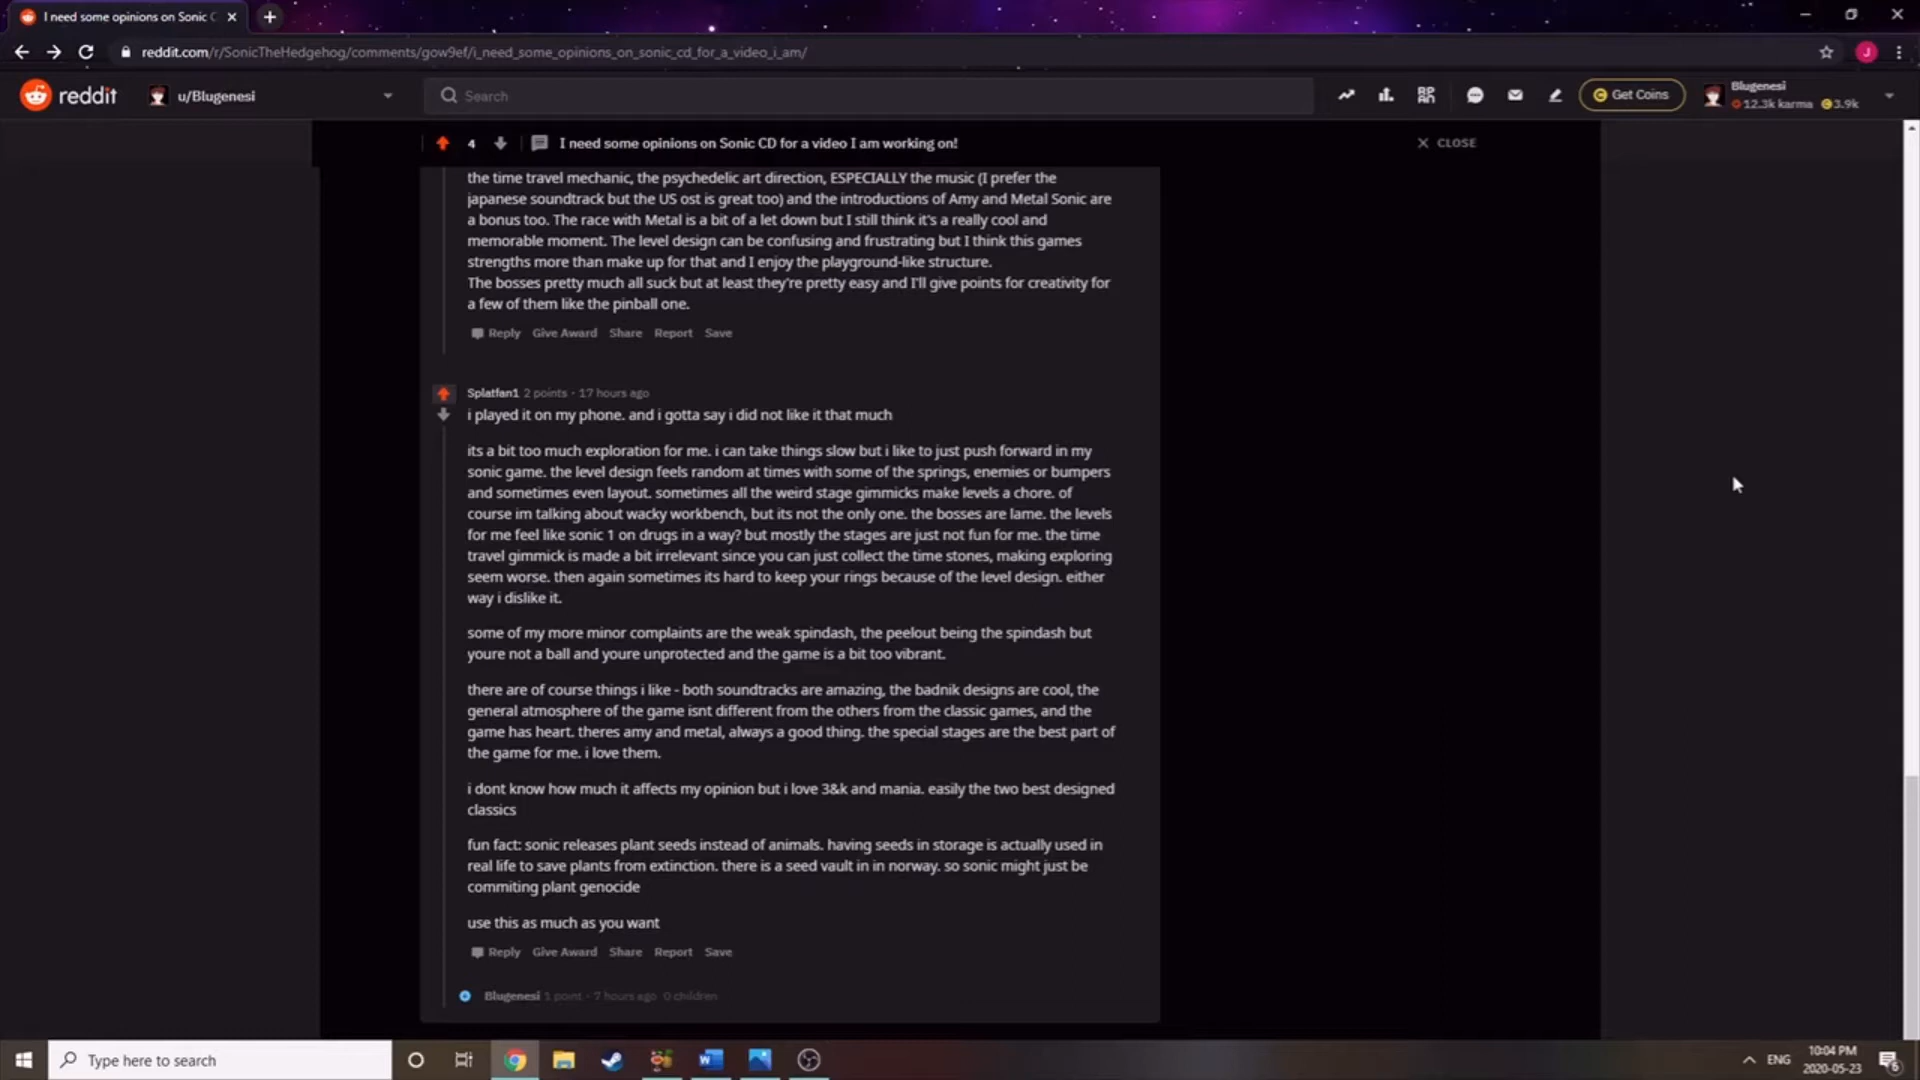 I need some opinions on Sonic C
reddit.com/r/SonicTheHedgehog/comments/gow9ef/i_need_some_opinions_on_sonic_cd_for_a_video_i_am/
J
reddit
u/Blugenesi
Search
Get Coins
Blugenesi
12.3k karma 3.9k
4
I need some opinions on Sonic CD for a video I am working on!
CLOSE
the time travel mechanic, the psychedelic art direction, ESPECIALLY the music (I prefer the
japanese soundtrack but the US ost is great too) and the introductions of Amy and Metal Sonic are
a bonus too. The race with Metal is a bit of a let down but I still think it's a really cool and
memorable moment. The level design can be confusing and frustrating but I think this games
strengths more than make up for that and I enjoy the playground-like structure.
The bosses pretty much all suck but at least they're pretty easy and I'll give points for creativity for
a few of them like the pinball one.
Reply Give Award Share Report Save
Splatfan1 2 points · 17 hours ago
i played it on my phone. and i gotta say i did not like it that much
its a bit too much exploration for me. i can take things slow but i like to just push forward in my
sonic game. the level design feels random at times with some of the springs, enemies or bumpers
and sometimes even layout. sometimes all the weird stage gimmicks make levels a chore. of
course im talking about wacky workbench, but its not the only one. the bosses are lame. the levels
for me feel like sonic 1 on drugs in a way? but mostly the stages are just not fun for me. the time
travel gimmick is made a bit irrelevant since you can just collect the time stones, making exploring
seem worse. then again sometimes its hard to keep your rings because of the level design. either
way i dislike it.
some of my more minor complaints are the weak spindash, the peelout being the spindash but
youre not a ball and youre unprotected and the game is a bit too vibrant.
there are of course things i like - both soundtracks are amazing, the badnik designs are cool, the
general atmosphere of the game isnt different from the others from the classic games, and the
game has heart. theres amy and metal, always a good thing. the special stages are the best part of
the game for me. i love them.
i dont know how much it affects my opinion but i love 3&k and mania. easily the two best designed
classics
fun fact: sonic releases plant seeds instead of animals. having seeds in storage is actually used in
real life to save plants from extinction. there is a seed vault in in norway. so sonic might just be
commiting plant genocide
use this as much as you want
Reply Give Award Share Report Save
Blugenesi 1 point · 7 hours ago 0 children
Type here to search
ENG
10:04 PM
2020-05-23
6